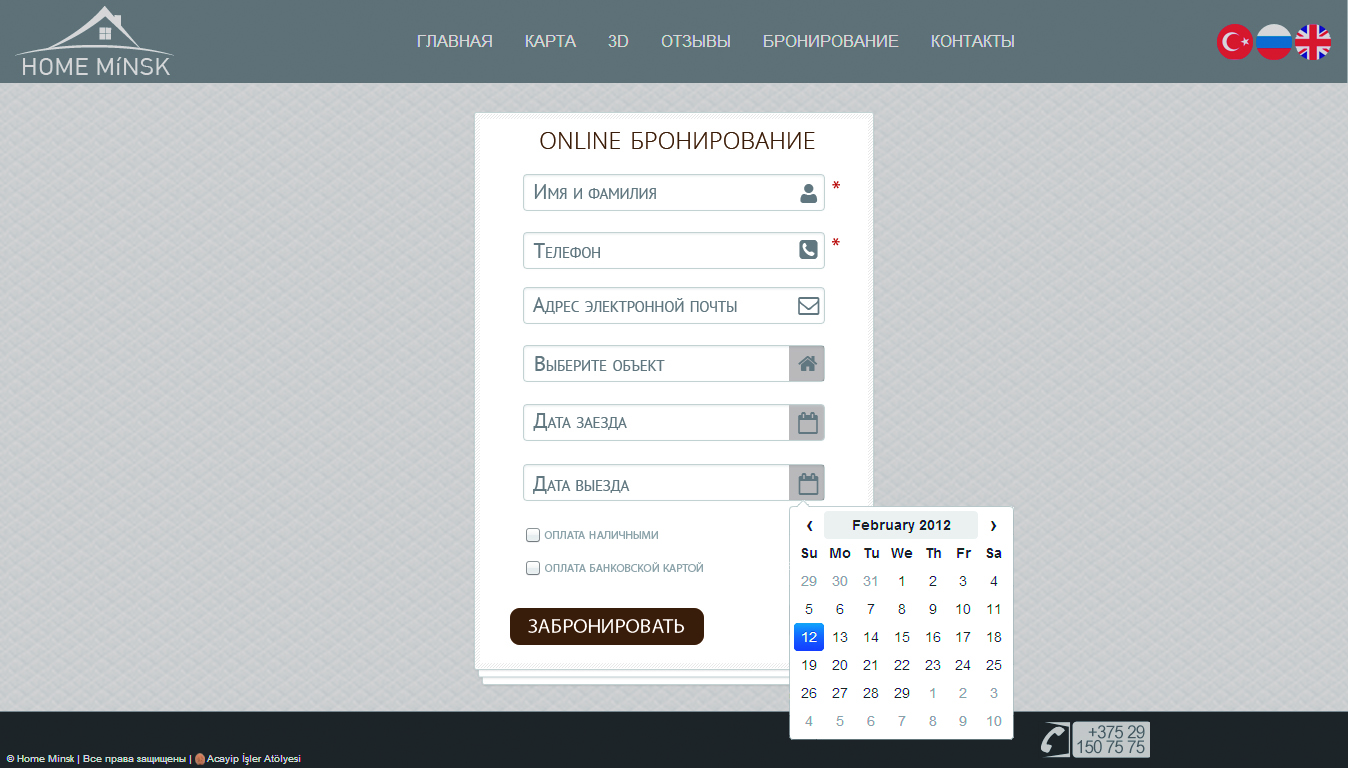 HOME MíNSK
ГЛАВНАЯ КАРТА 3D ОТЗЫВЫ БРОНИРОВАНИЕ КОНТАКТЫ
ONLINE БРОНИРОВАНИЕ
Имя и фамилия *
Телефон *
Адрес электронной почты
Выберите объект
Дата заезда
Дата выезда
оплата наличными
оплата банковской картой
ЗАБРОНИРОВАТЬ
‹ February 2012 ›
Su Mo Tu We Th Fr Sa
29 30 31 1 2 3 4
5 6 7 8 9 10 11
12 13 14 15 16 17 18
19 20 21 22 23 24 25
26 27 28 29 1 2 3
4 5 6 7 8 9 10
+375 29
150 75 75
© Home Minsk | Все права защищены | Acayip İşler Atölyesi